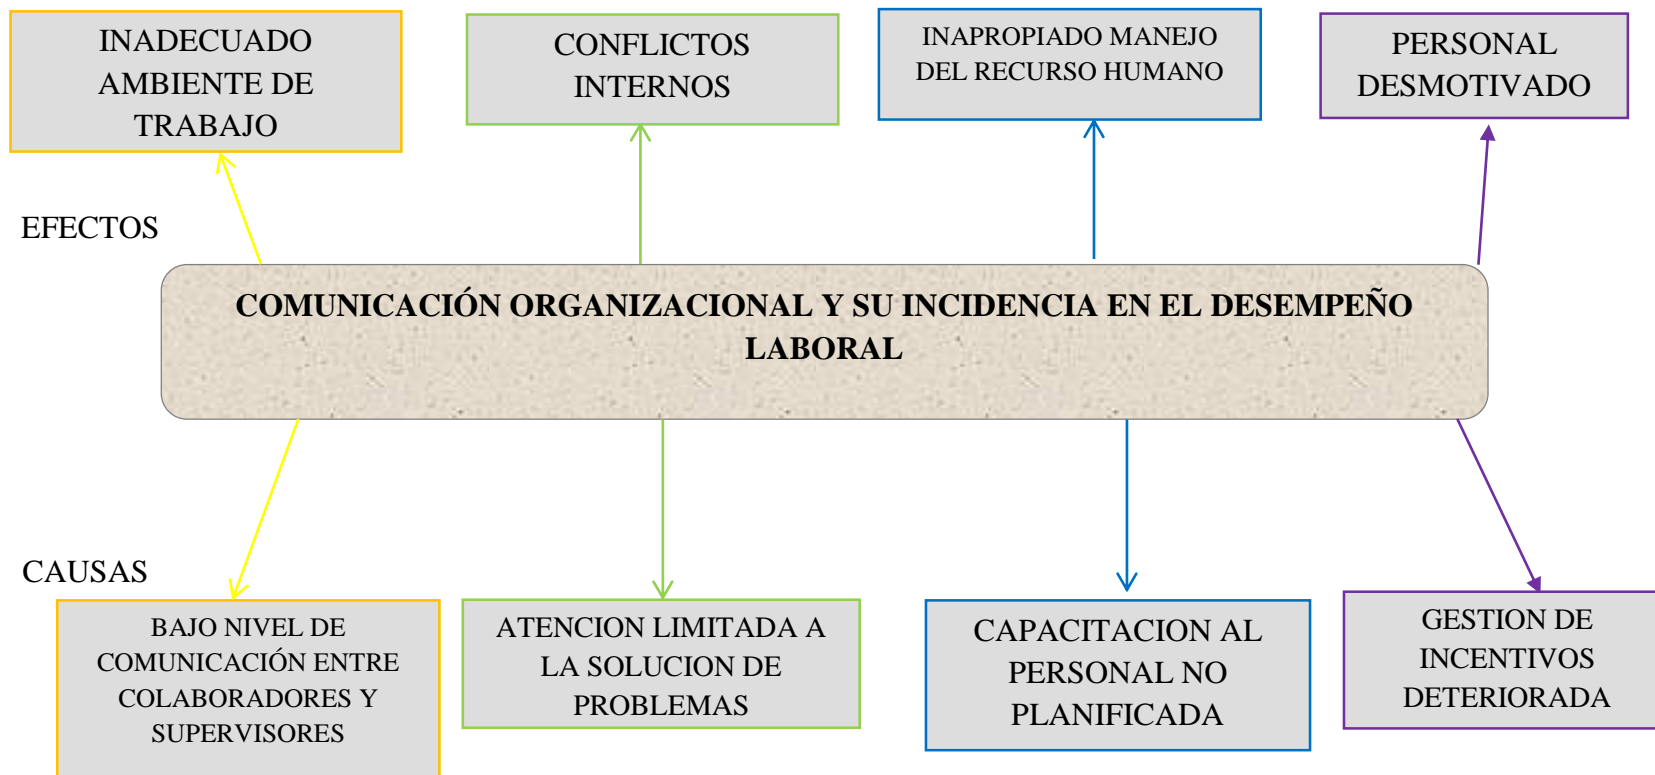 INADECUADO
AMBIENTE DE
TRABAJO
CONFLICTOS
INTERNOS
INAPROPIADO MANEJO
DEL RECURSO HUMANO
PERSONAL
DESMOTIVADO
EFECTOS
COMUNICACIÓN ORGANIZACIONAL Y SU INCIDENCIA EN EL DESEMPEÑO
LABORAL
CAUSAS
BAJO NIVEL DE
COMUNICACIÓN ENTRE
COLABORADORES Y
SUPERVISORES
ATENCION LIMITADA A
LA SOLUCION DE
PROBLEMAS
CAPACITACION AL
PERSONAL NO
PLANIFICADA
GESTION DE
INCENTIVOS
DETERIORADA